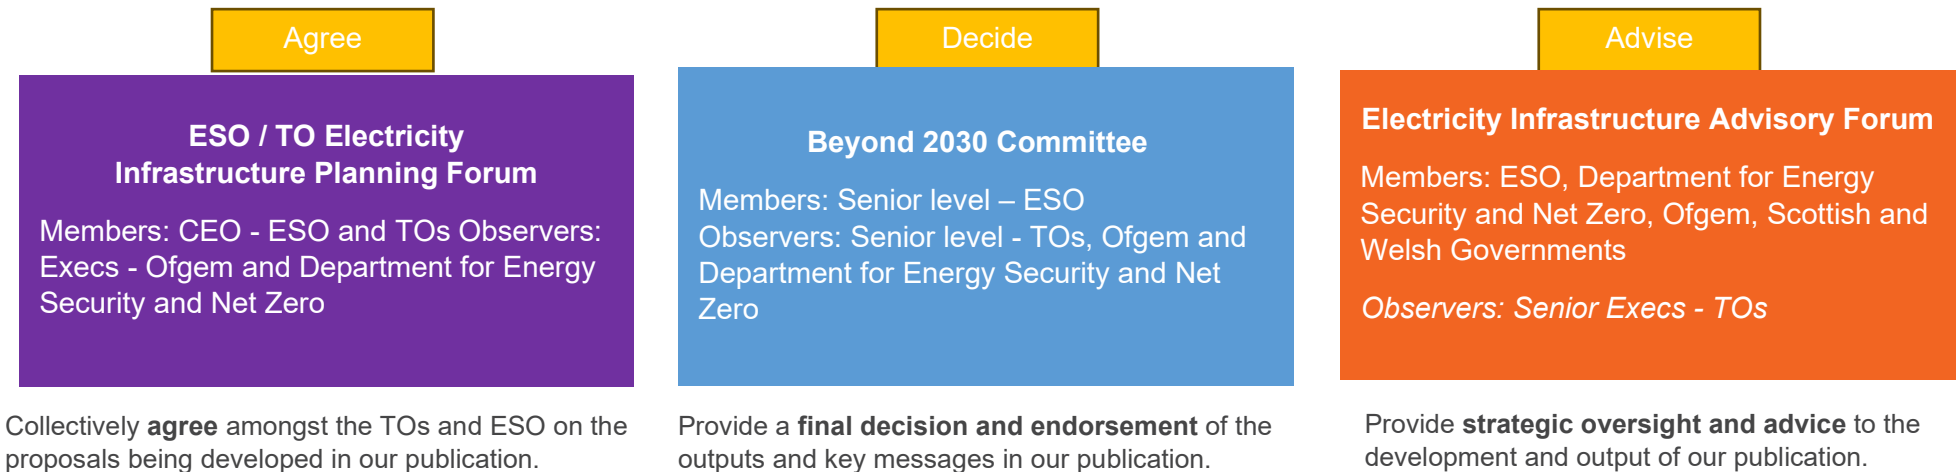 Agree
ESO / TO Electricity
Infrastructure Planning Forum
Members: CEO - ESO and TOs Observers:
Execs - Ofgem and Department for Energy
Security and Net Zero
Collectively agree amongst the TOs and ESO on the
proposals being developed in our publication.
Decide
Beyond 2030 Committee
Members: Senior level – ESO
Observers: Senior level - TOs, Ofgem and
Department for Energy Security and Net
Zero
Provide a final decision and endorsement of the
outputs and key messages in our publication.
Advise
Electricity Infrastructure Advisory Forum
Members: ESO, Department for Energy
Security and Net Zero, Ofgem, Scottish and
Welsh Governments
Observers: Senior Execs - TOs
Provide strategic oversight and advice to the
development and output of our publication.